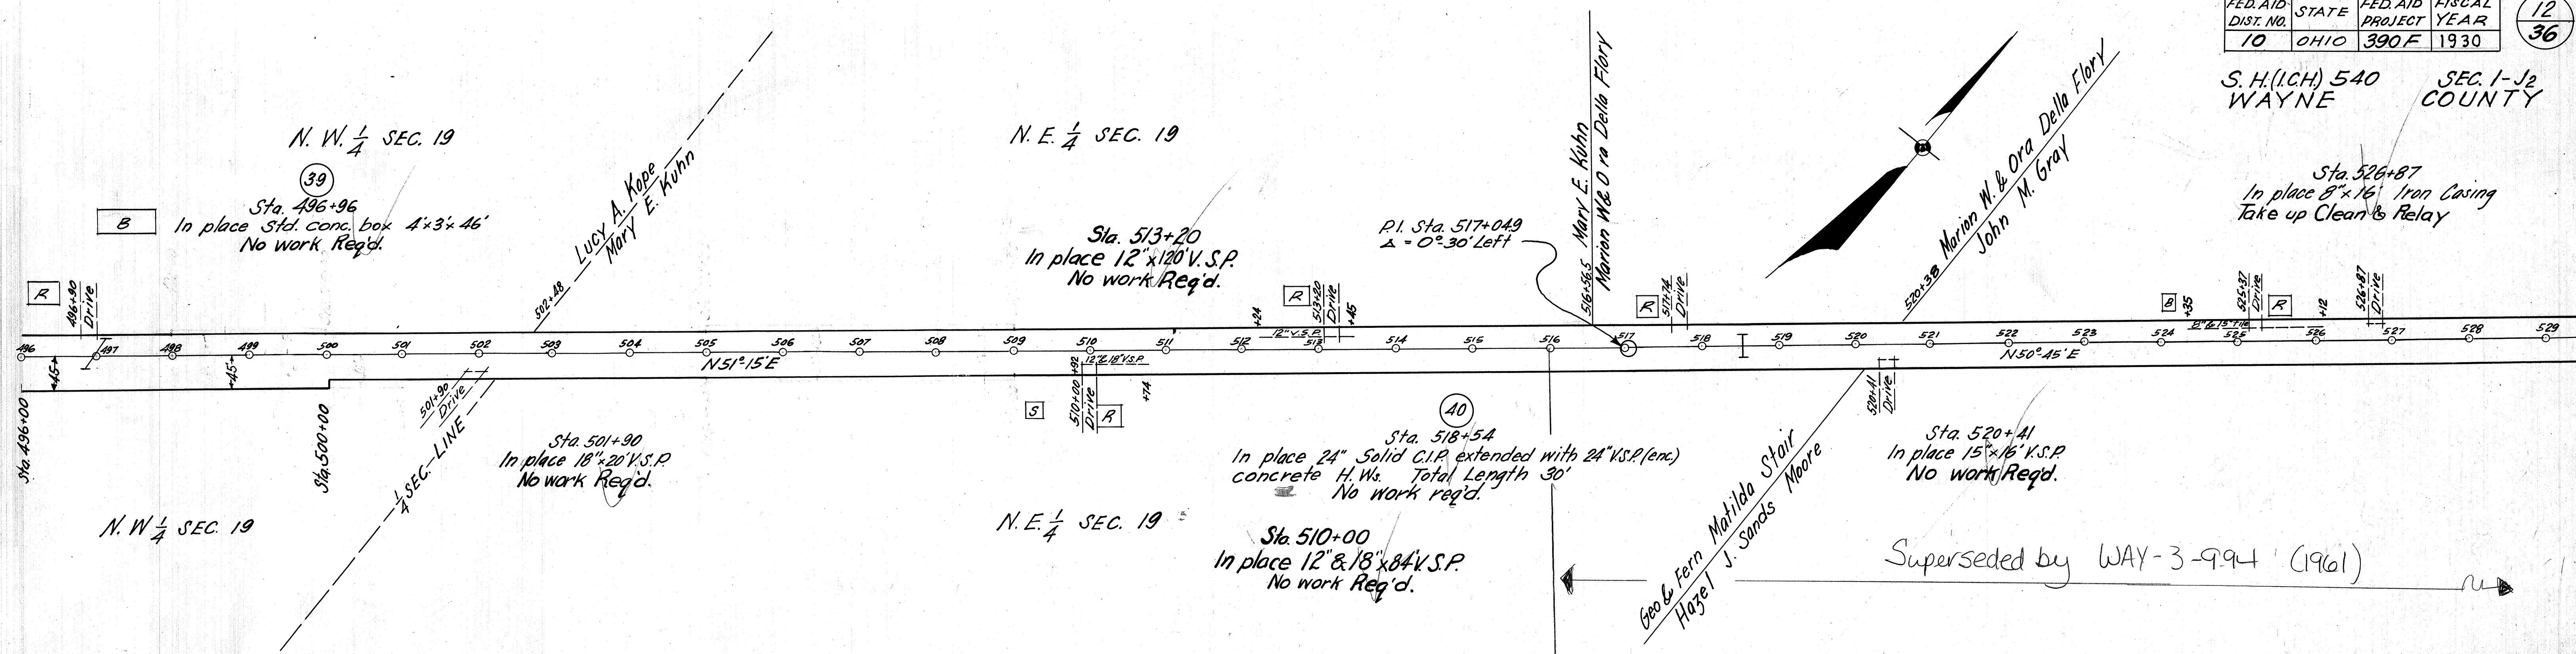 FED. AID DIST. NO. STATE FED. AID PROJECT FISCAL YEAR
10 OHIO 390F 1930
12
36
S. H. (I.C.H.) 540 SEC. I-J2
WAYNE COUNTY
N. W. 1/4 SEC. 19
39
Sta. 496+96
In place Std. conc. box 4'x3'x46'
No work Req'd.
B
LUCY A. Kope
Mary E. Kuhn
502+48
N. E. 1/4 SEC. 19
Sta. 513+20
In place 12"x120' V.S.P.
No work Req'd.
P.I. Sta. 517+04.9
Δ = 0°-30' Left
516+56.5 Mary E. Kuhn
Marion W. & Ora Della Flory
520+38 Marion W. & Ora Della Flory
John M. Gray
Sta. 526+87
In place 8"x16' Iron Casing
Take up Clean & Relay
R
496+90
Drive
+24
R
513+20
Drive
+45
R
517+74
Drive
B
+35
525+37
Drive
R
+12
526+87
Drive
12" V.S.P.
8" & 15" Tile
496 497 498 499 500 501 502 503 504 505 506 507 508 509 510 511 512 513 514 515 516 517 518 519 520 521 522 523 524 525 526 527 528 529
45'
45'
N 51°-15' E
12" & 18" V.S.P.
N 50°-45' E
Sta. 496+00
Sta. 500+00
501+90
Drive
1/4 SEC.-LINE
S
510+00
Drive
+92
R
+74
520+41
Drive
Sta. 501+90
In place 18"x20' V.S.P.
No work Req'd.
40
Sta. 518+54
In place 24" Solid C.I.P. extended with 24" V.S.P. (enc.)
concrete H. Ws. Total Length 30'
No work req'd.
Sta. 520+41
In place 15"x16' V.S.P.
No work Req'd.
N. W 1/4 SEC. 19
N. E. 1/4 SEC. 19
Sta. 510+00
In place 12" & 18"x84' V.S.P.
No work Req'd.
Geo & Fern Matilda Stair
Hazel J. Sands Moore
Superseded by WAY-3-9.94 (1961)